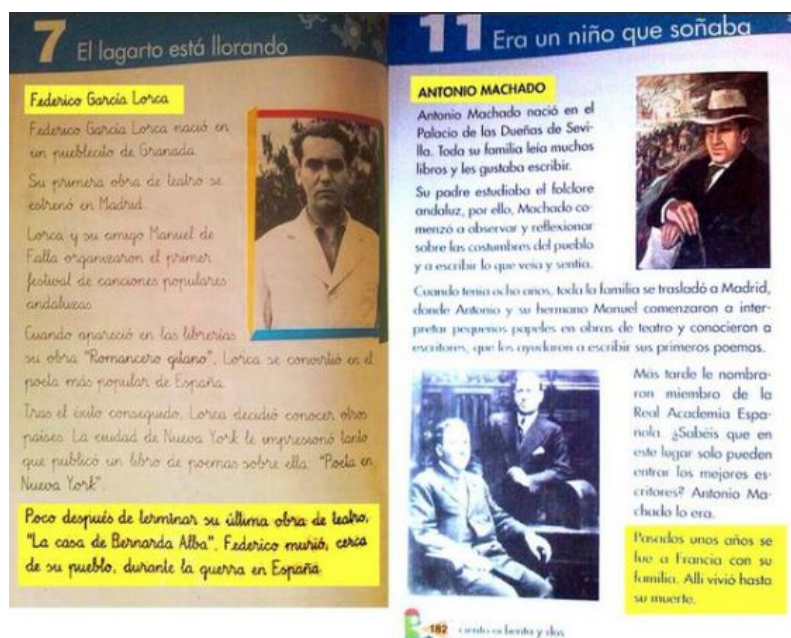 7 El lagarto está llorando
Federico García Lorca
Federico García Lorca nació en
un pueblecito de Granada.
Su primera obra de teatro se
estrenó en Madrid.
Lorca y su amigo Manuel de
Falla organizaron el primer
festival de canciones populares
andaluzas.
Cuando apareció en las librerías
su obra "Romancero gitano", Lorca se convirtió en el
poeta más popular de España.
Tras el éxito conseguido, Lorca decidió conocer otros
países. La ciudad de Nueva York le impresionó tanto
que publicó un libro de poemas sobre ella: "Poeta en
Nueva York".
Poco después de terminar su última obra de teatro,
"La casa de Bernarda Alba", Federico murió, cerca
de su pueblo, durante la guerra en España.
11 Era un niño que soñaba
ANTONIO MACHADO
Antonio Machado nació en el
Palacio de las Dueñas de Sevi-
lla. Toda su familia leía muchos
libros y les gustaba escribir.
Su padre estudiaba el folclore
andaluz, por ello, Machado co-
menzó a observar y reflexionar
sobre las costumbres del pueblo
y a escribir lo que veía y sentía.
Cuando tenía ocho años, toda la familia se trasladó a Madrid,
donde Antonio y su hermano Manuel comenzaron a inter-
pretar pequeños papeles en obras de teatro y conocieron a
escritores, que los ayudaron a escribir sus primeros poemas.
Más tarde le nombra-
ron miembro de la
Real Academia Espa-
ñola. ¿Sabéis que en
este lugar solo pueden
entrar los mejores es-
critores? Antonio Ma-
chado lo era.
Pasados unos años se
fue a Francia con su
familia. Allí vivió hasta
su muerte.
182 ciento ochenta y dos